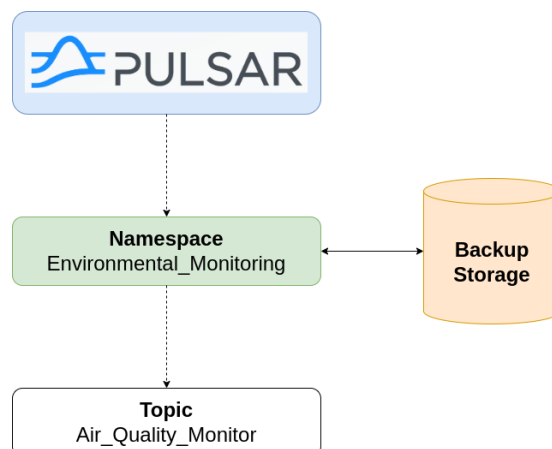 PULSAR
Namespace
Environmental_Monitoring
Backup
Storage
Topic
Air_Quality_Monitor